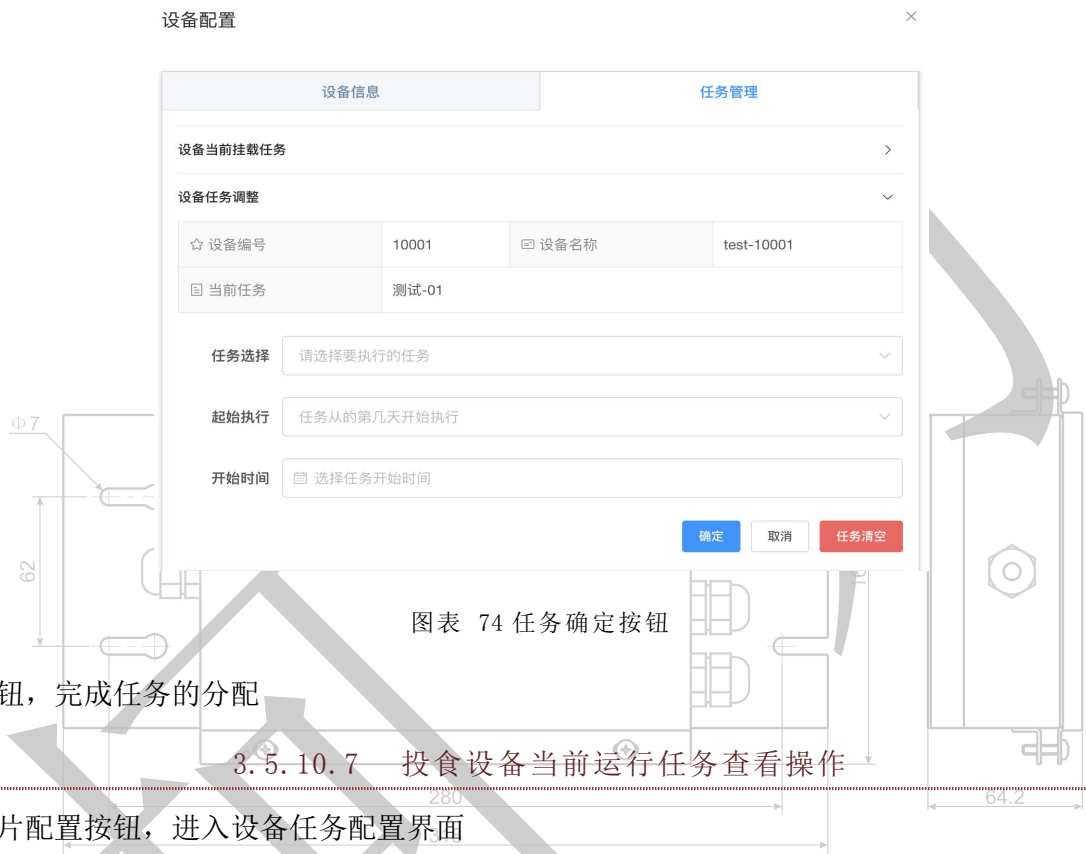 设备配置
设备信息 任务管理
设备当前挂载任务
设备任务调整
设备编号 10001 设备名称 test-10001
当前任务 测试-01
任务选择 请选择要执行的任务
起始执行 任务从的第几天开始执行
Φ7
开始时间 选择任务开始时间
确定 取消 任务清空
62
图表 74 任务确定按钮
钮，完成任务的分配
3.5.10.7 投食设备当前运行任务查看操作
280 64.2
片配置按钮，进入设备任务配置界面